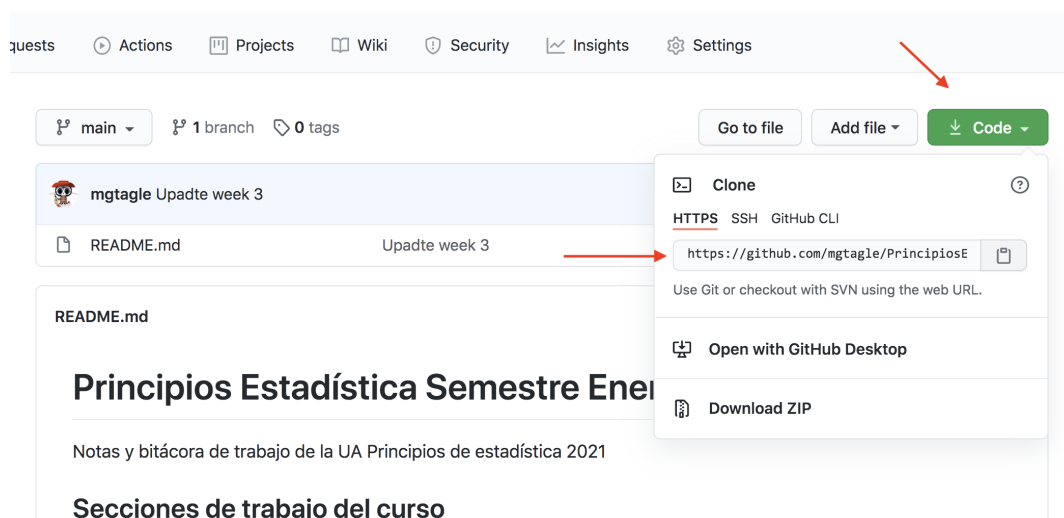 quests Actions Projects Wiki Security Insights Settings
main 1 branch 0 tags Go to file Add file Code
mgtagle Upadte week 3
README.md Upadte week 3
Clone
HTTPS SSH GitHub CLI
https://github.com/mgtagle/PrincipiosE
Use Git or checkout with SVN using the web URL.
Open with GitHub Desktop
Download ZIP
README.md
Principios Estadística Semestre Ener
Notas y bitácora de trabajo de la UA Principios de estadística 2021
Secciones de trabajo del curso